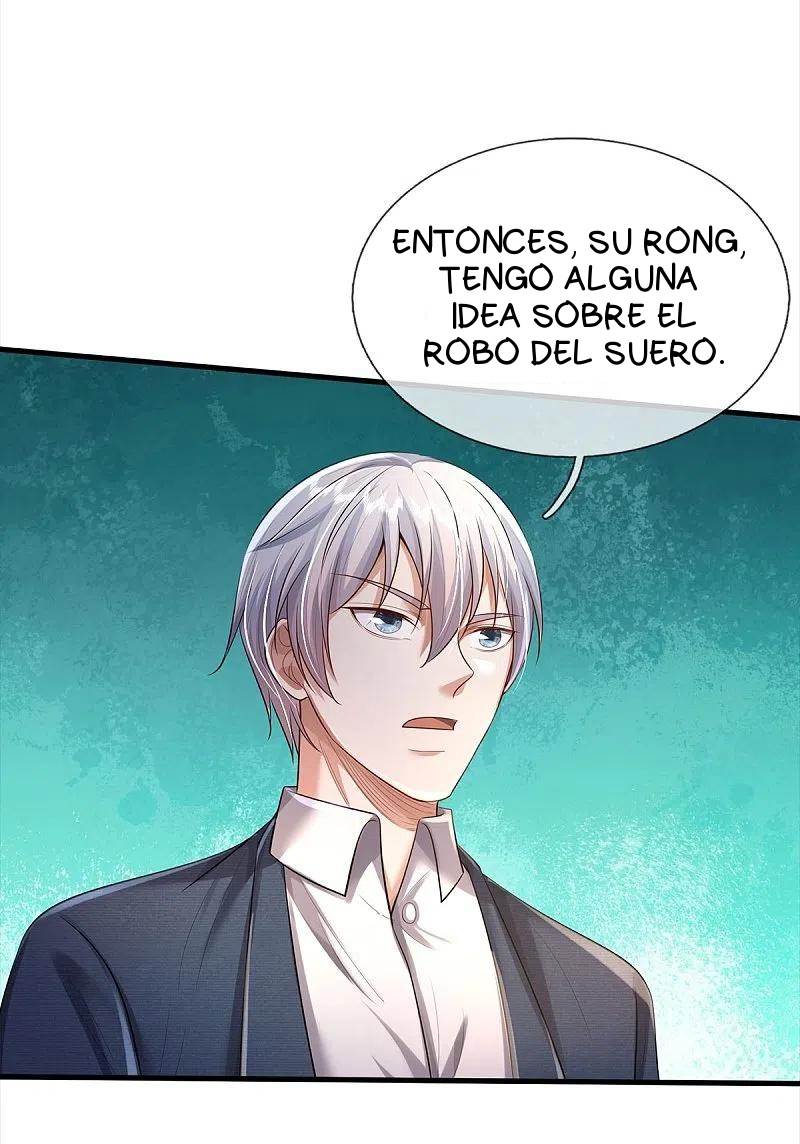 ENTONCES, SU RONG,
TENGO ALGUNA
IDEA SOBRE EL
ROBO DEL SUERO.